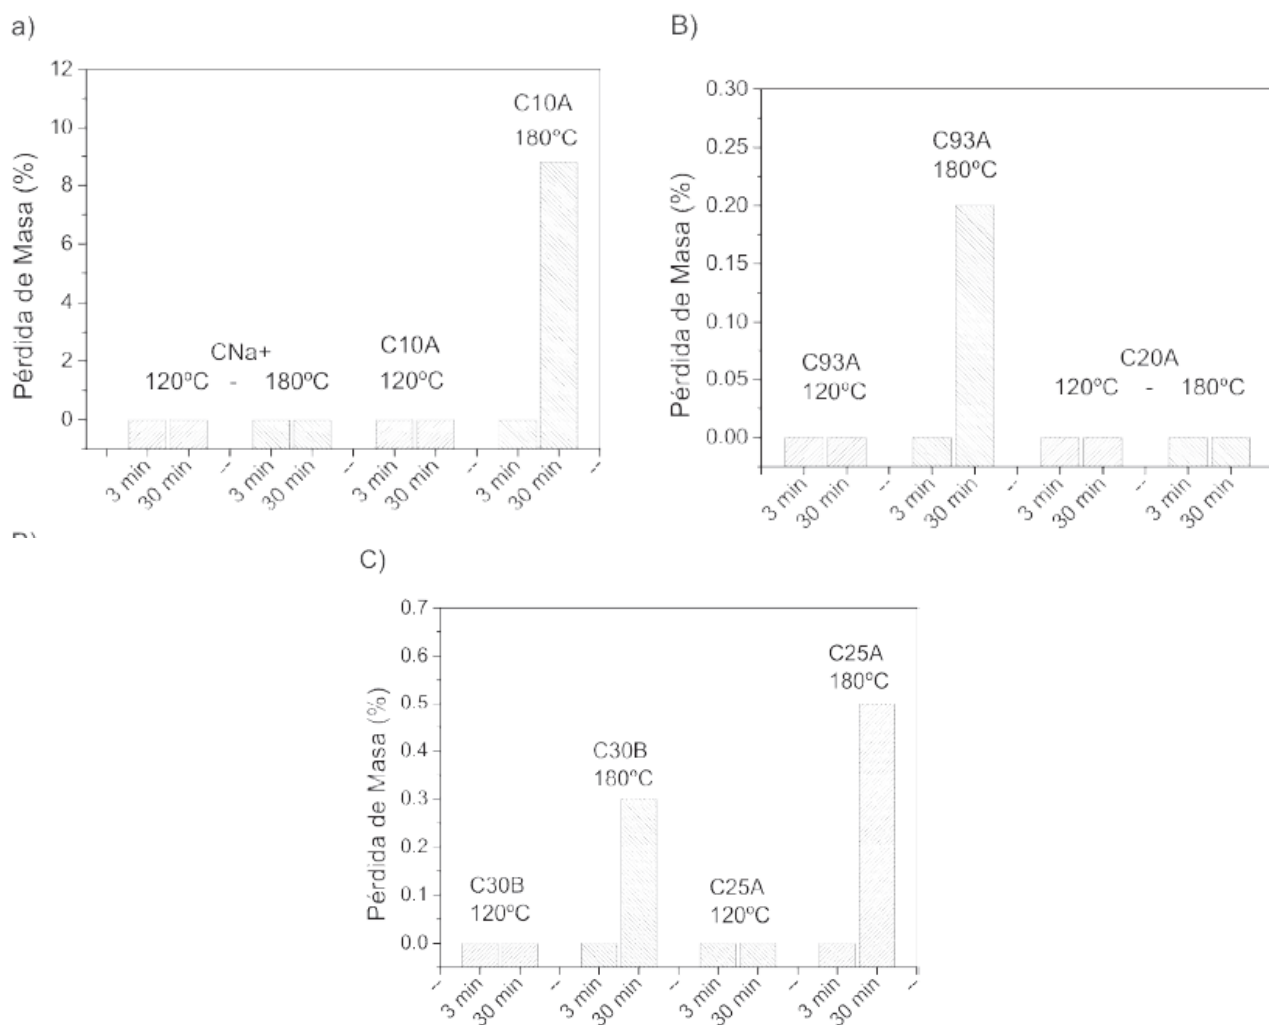 a)
Pérdida de Masa (%)
12
10
8
6
4
2
0
CNa+
120ºC - 180ºC
C10A
120ºC
C10A
180ºC
3 min
30 min
--
3 min
30 min
--
3 min
30 min
--
3 min
30 min
--
B)
Pérdida de Masa (%)
0.30
0.25
0.20
0.15
0.10
0.05
0.00
C93A
120ºC
C93A
180ºC
C20A
120ºC - 180ºC
3 min
30 min
--
3 min
30 min
--
3 min
30 min
--
3 min
30 min
C)
Pérdida de Masa (%)
0.7
0.6
0.5
0.4
0.3
0.2
0.1
0.0
C30B
120ºC
C30B
180ºC
C25A
120ºC
C25A
180ºC
--
3 min
30 min
--
3 min
30 min
--
3 min
30 min
--
3 min
30 min
--